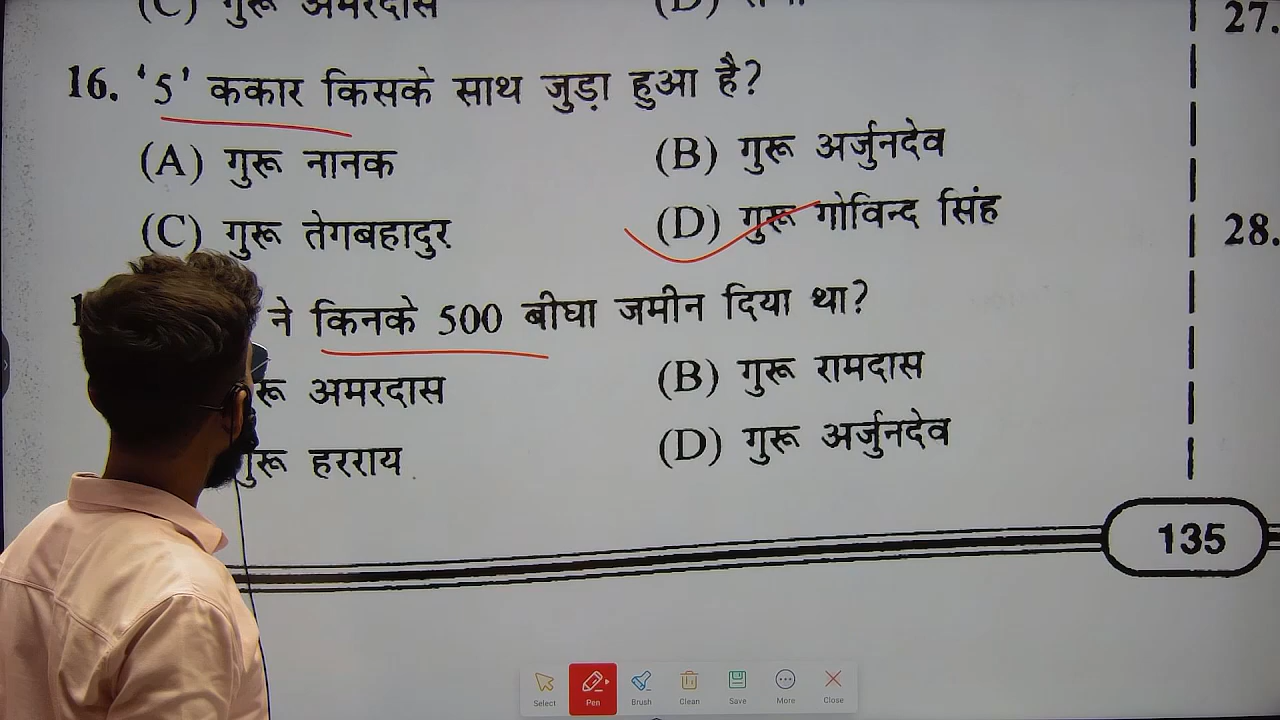 (C) गुरू अमरदास
27.
16. '5' ककार किसके साथ जुड़ा हुआ है?
(A) गुरू नानक (B) गुरू अर्जुनदेव
(C) गुरू तेगबहादुर (D) गुरू गोविन्द सिंह
28.
ने किनके 500 बीघा जमीन दिया था?
अमरदास (B) गुरू रामदास
गुरू हरराय (D) गुरू अर्जुनदेव
135
Select Pen Brush Clean Save More Close